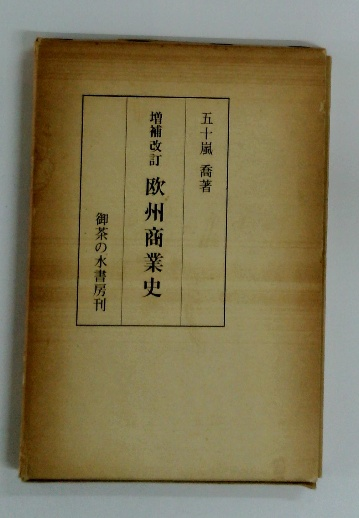 五十嵐 喬著
増補改訂 欧州商業史
御茶の水書房刊